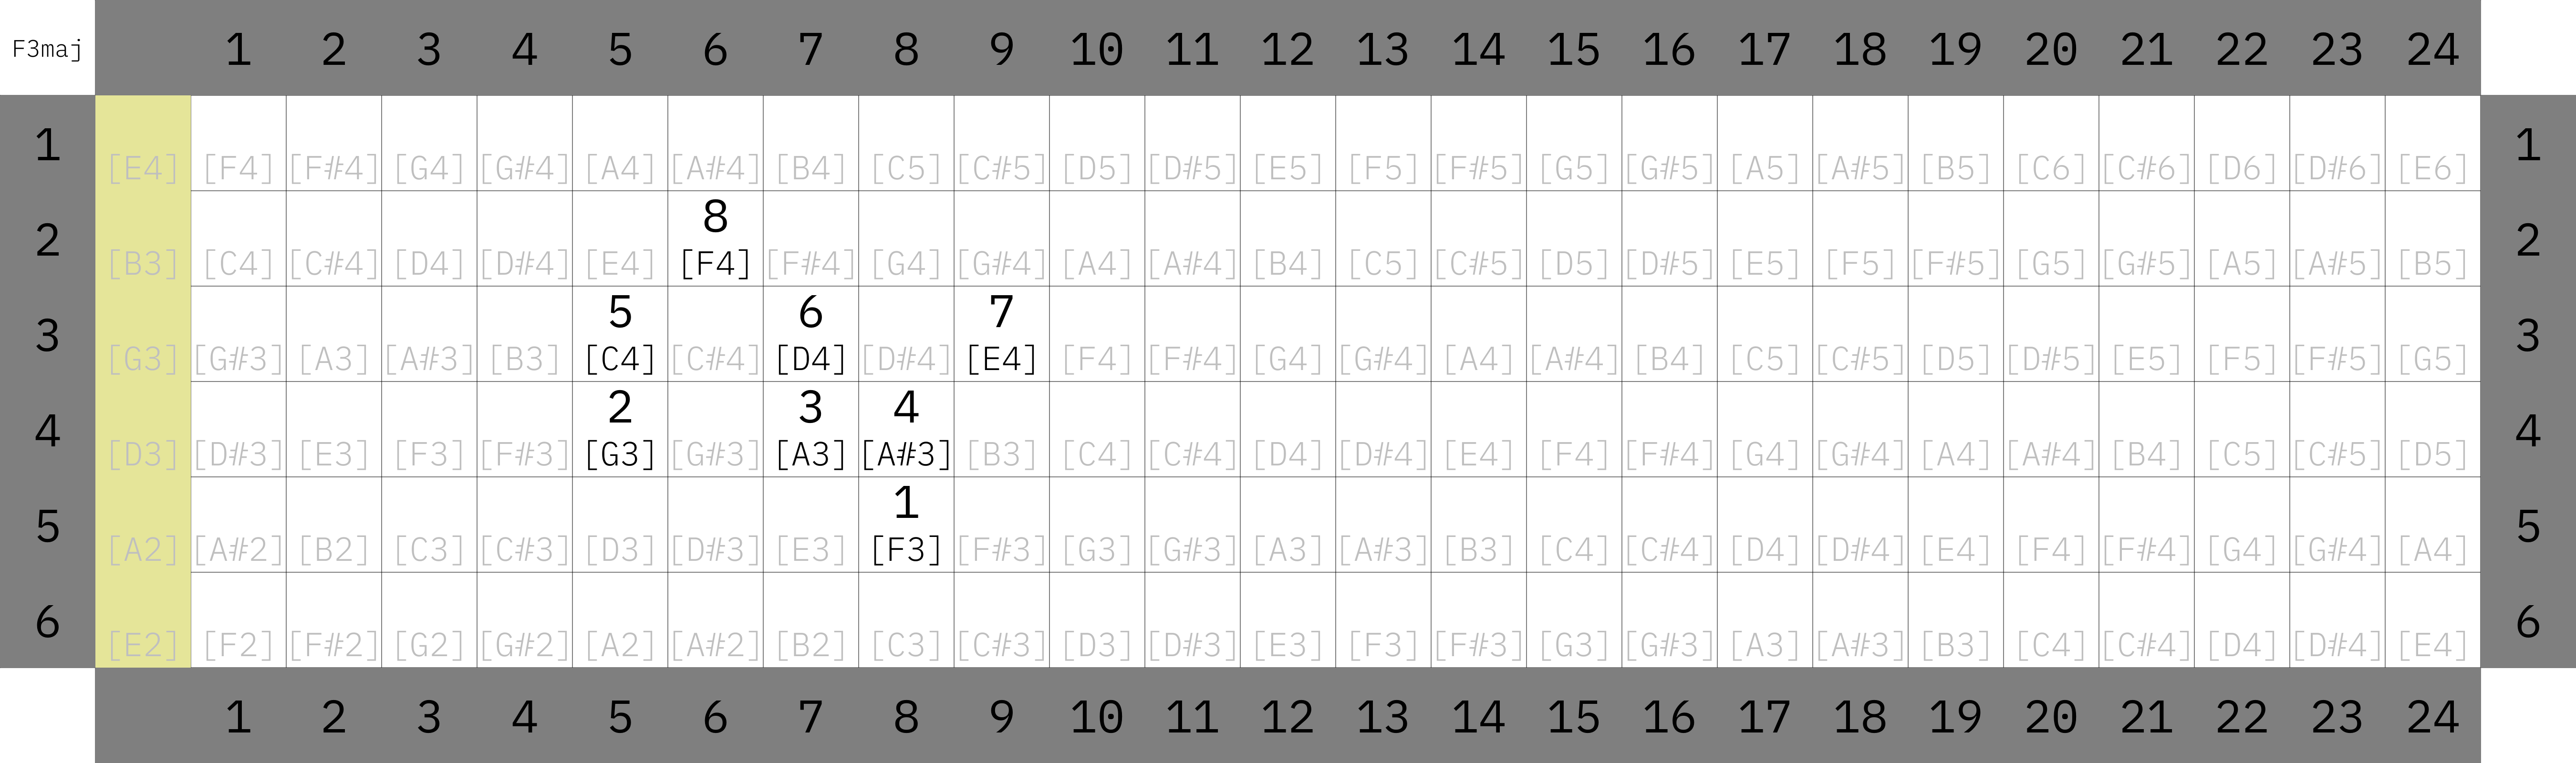 F3maj 1 2 3 4 5 6 7 8 9 10 11 12 13 14 15 16 17 18 19 20 21 22 23 24
1 [E4] [F4] [F#4] [G4] [G#4] [A4] [A#4] [B4] [C5] [C#5] [D5] [D#5] [E5] [F5] [F#5] [G5] [G#5] [A5] [A#5] [B5] [C6] [C#6] [D6] [D#6] [E6] 1
8
2 [B3] [C4] [C#4] [D4] [D#4] [E4] [F4] [F#4] [G4] [G#4] [A4] [A#4] [B4] [C5] [C#5] [D5] [D#5] [E5] [F5] [F#5] [G5] [G#5] [A5] [A#5] [B5] 2
5 6 7
3 [G3] [G#3] [A3] [A#3] [B3] [C4] [C#4] [D4] [D#4] [E4] [F4] [F#4] [G4] [G#4] [A4] [A#4] [B4] [C5] [C#5] [D5] [D#5] [E5] [F5] [F#5] [G5] 3
2 3 4
4 [D3] [D#3] [E3] [F3] [F#3] [G3] [G#3] [A3] [A#3] [B3] [C4] [C#4] [D4] [D#4] [E4] [F4] [F#4] [G4] [G#4] [A4] [A#4] [B4] [C5] [C#5] [D5] 4
1
5 [A2] [A#2] [B2] [C3] [C#3] [D3] [D#3] [E3] [F3] [F#3] [G3] [G#3] [A3] [A#3] [B3] [C4] [C#4] [D4] [D#4] [E4] [F4] [F#4] [G4] [G#4] [A4] 5
6 [E2] [F2] [F#2] [G2] [G#2] [A2] [A#2] [B2] [C3] [C#3] [D3] [D#3] [E3] [F3] [F#3] [G3] [G#3] [A3] [A#3] [B3] [C4] [C#4] [D4] [D#4] [E4] 6
1 2 3 4 5 6 7 8 9 10 11 12 13 14 15 16 17 18 19 20 21 22 23 24